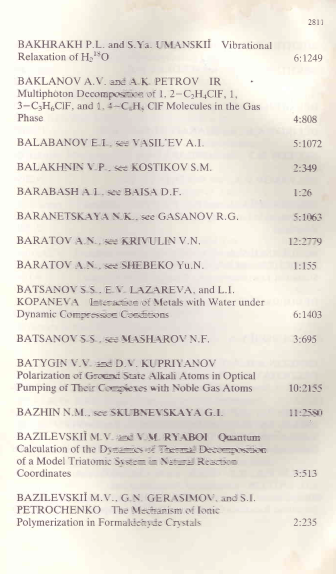 2811
BAKHRAKH P.L. and S.Ya. UMANSKIĬ Vibrational
Relaxation of H₂¹⁸O 6:1249
BAKLANOV A.V. and A.K. PETROV IR
Multiphoton Decomposition of 1, 2−C₂H₄ClF, 1,
3−C₃H₆ClF, and 1, 4−C₄H₈ ClF Molecules in the Gas
Phase 4:808
BALABANOV E.I., see VASIL'EV A.I. 5:1072
BALAKHNIN V.P., see KOSTIKOV S.M. 2:349
BARABASH A.I., see BAISA D.F. 1:26
BARANETSKAYA N.K., see GASANOV R.G. 5:1063
BARATOV A.N., see KRIVULIN V.N. 12:2779
BARATOV A.N., see SHEBEKO Yu.N. 1:155
BATSANOV S.S., E.V. LAZAREVA, and L.I.
KOPANEVA Interaction of Metals with Water under
Dynamic Compression Conditions 6:1403
BATSANOV S.S., see MASHAROV N.F. 3:695
BATYGIN V.V. and D.V. KUPRIYANOV
Polarization of Ground State Alkali Atoms in Optical
Pumping of Their Complexes with Noble Gas Atoms 10:2155
BAZHIN N.M., see SKUBNEVSKAYA G.I. 11:2580
BAZILEVSKIĬ M.V. and V.M. RYABOI Quantum
Calculation of the Dynamics of Thermal Decomposition
of a Model Triatomic System in Natural Reaction
Coordinates 3:513
BAZILEVSKIĬ M.V., G.N. GERASIMOV, and S.I.
PETROCHENKO The Mechanism of Ionic
Polymerization in Formaldehyde Crystals 2:235